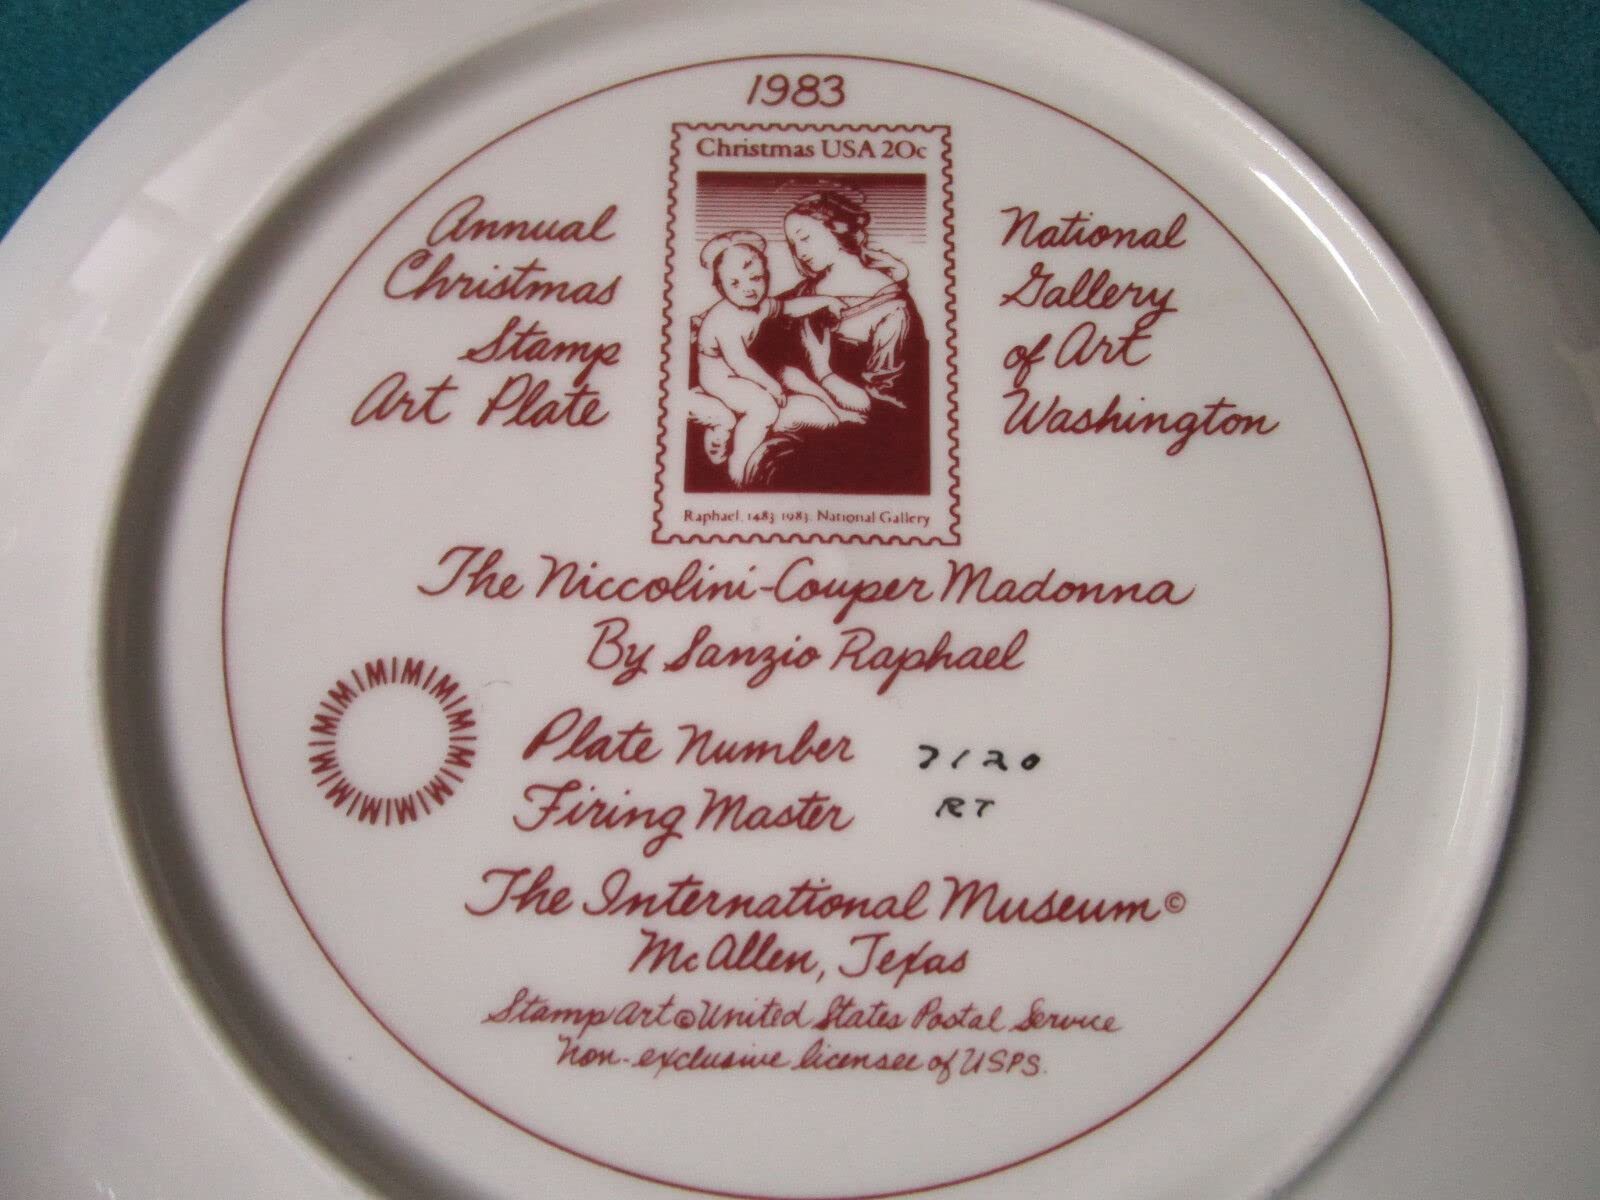 1983
Christmas USA 20c
Raphael, 1483-1983, National Gallery
Annual
Christmas
Stamp
Art Plate
National
Gallery
of Art
Washington
The Niccolini-Couper Madonna
By Sanzio Raphael
MIMIMIMIMIMIMIMIMIMIMIMI
Plate Number 7120
Firing Master RT
The International Museum©
McAllen, Texas
Stamp Art © United States Postal Service
Non-exclusive licensee of USPS.